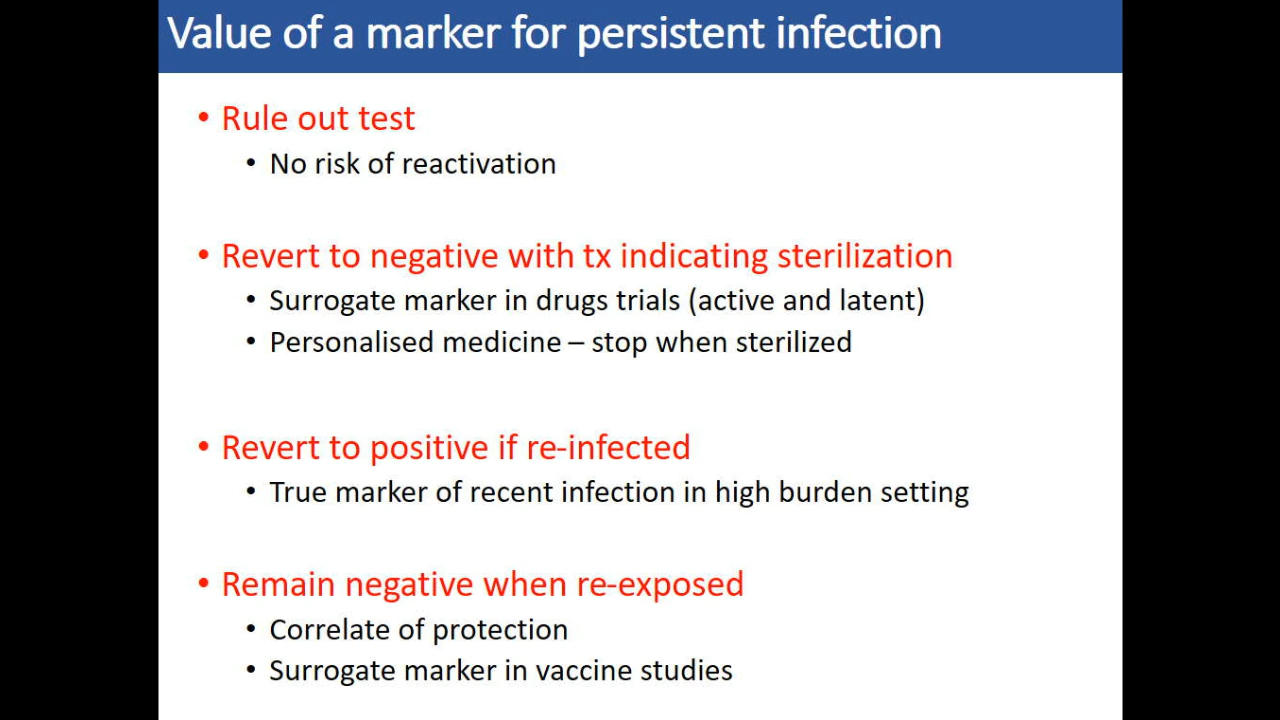 Value of a marker for persistent infection
• Rule out test
• No risk of reactivation
• Revert to negative with tx indicating sterilization
• Surrogate marker in drugs trials (active and latent)
• Personalised medicine – stop when sterilized
• Revert to positive if re-infected
• True marker of recent infection in high burden setting
• Remain negative when re-exposed
• Correlate of protection
• Surrogate marker in vaccine studies